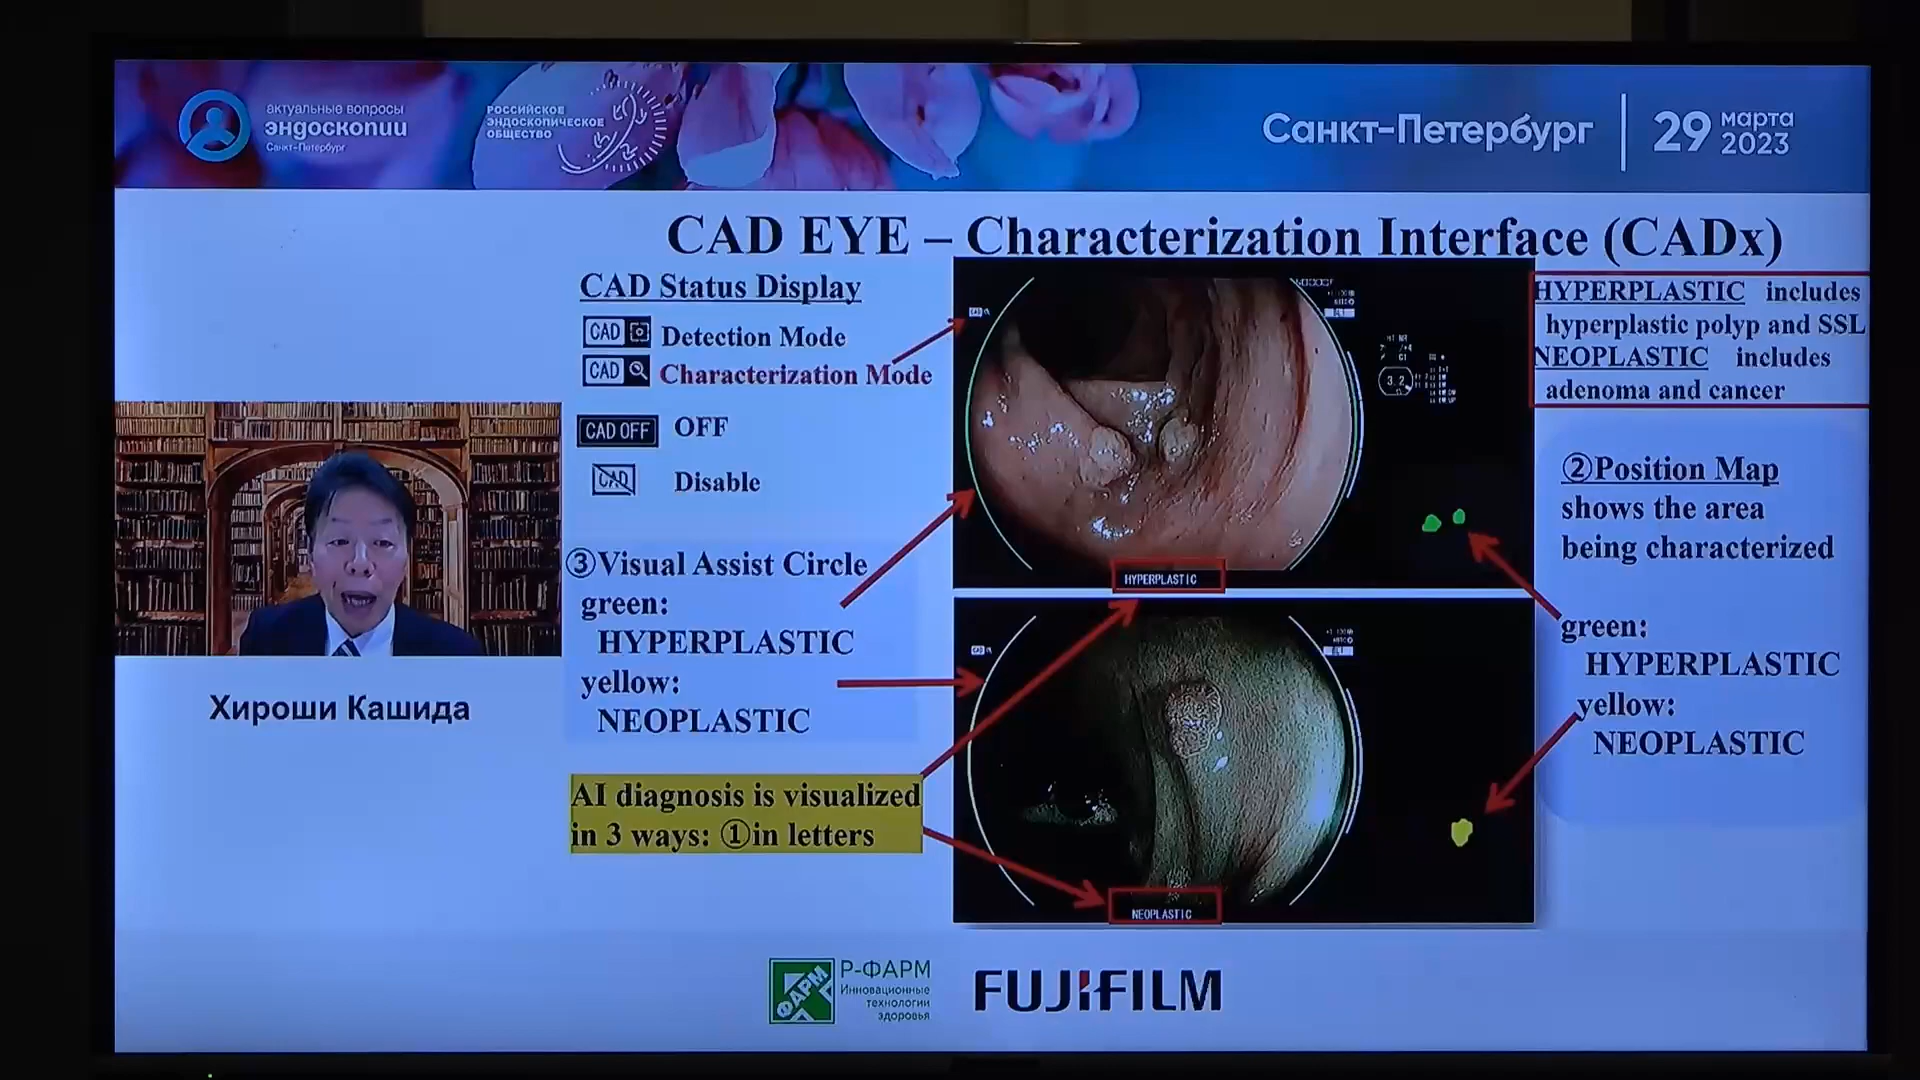 актуальные вопросы
эндоскопии
Санкт-Петербург
РОССИЙСКОЕ
ЭНДОСКОПИЧЕСКОЕ
ОБЩЕСТВО
Санкт-Петербург
29 марта
2023
CAD EYE – Characterization Interface (CADx)
CAD Status Display
CAD
Detection Mode
CAD
Characterization Mode
CAD OFF
OFF
CAD
Disable
③Visual Assist Circle
green:
HYPERPLASTIC
yellow:
NEOPLASTIC
AI diagnosis is visualized
in 3 ways: ①in letters
HYPERPLASTIC
NEOPLASTIC
HYPERPLASTIC includes
hyperplastic polyp and SSL
NEOPLASTIC includes
adenoma and cancer
②Position Map
shows the area
being characterized
green:
HYPERPLASTIC
yellow:
NEOPLASTIC
Хироши Кашида
ФАРМ
Р-ФАРМ
Инновационные
технологии
здоровья
FUJIFILM